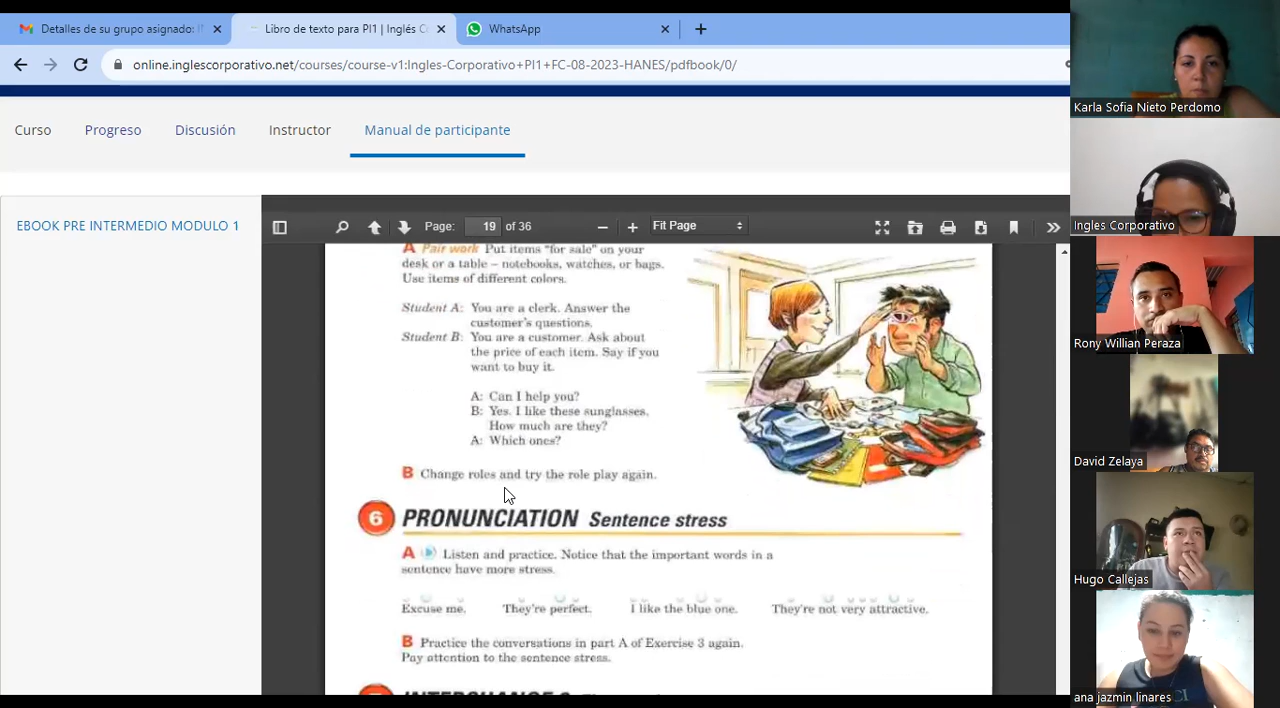 Detalles de su grupo asignado: I
Libro de texto para PI1 | Inglés C
WhatsApp
online.inglescorporativo.net/courses/course-v1:Ingles-Corporativo+PI1+FC-08-2023-HANES/pdfbook/0/
Curso
Progreso
Discusión
Instructor
Manual de participante
EBOOK PRE INTERMEDIO MODULO 1
Page: 19 of 36
Fit Page
A Pair work Put items "for sale" on your
desk or a table – notebooks, watches, or bags.
Use items of different colors.
Student A: You are a clerk. Answer the
customer's questions.
Student B: You are a customer. Ask about
the price of each item. Say if you
want to buy it.
A: Can I help you?
B: Yes. I like these sunglasses.
How much are they?
A: Which ones?
B Change roles and try the role play again.
6 PRONUNCIATION Sentence stress
A Listen and practice. Notice that the important words in a
sentence have more stress.
Excuse me. They're perfect. I like the blue one. They're not very attractive.
B Practice the conversations in part A of Exercise 3 again.
Pay attention to the sentence stress.
Karla Sofia Nieto Perdomo
Ingles Corporativo
Rony Willian Peraza
David Zelaya
Hugo Callejas
ana jazmin linares